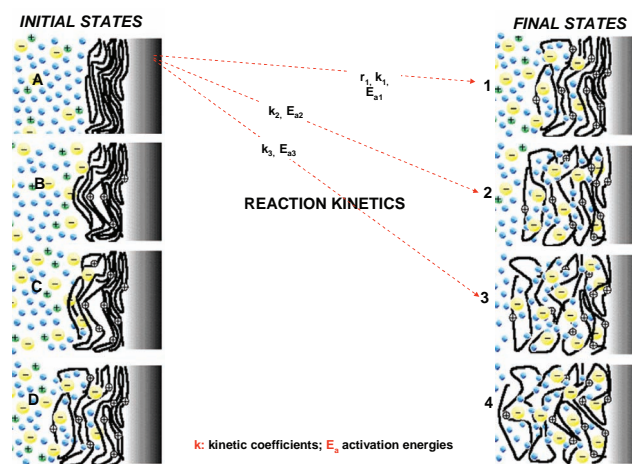 INITIAL STATES
FINAL STATES
A
r1, k1,
Ea1
1
k2, Ea2
k3, Ea3
B
REACTION KINETICS
2
C
3
D
4
k: kinetic coefficients; Ea activation energies